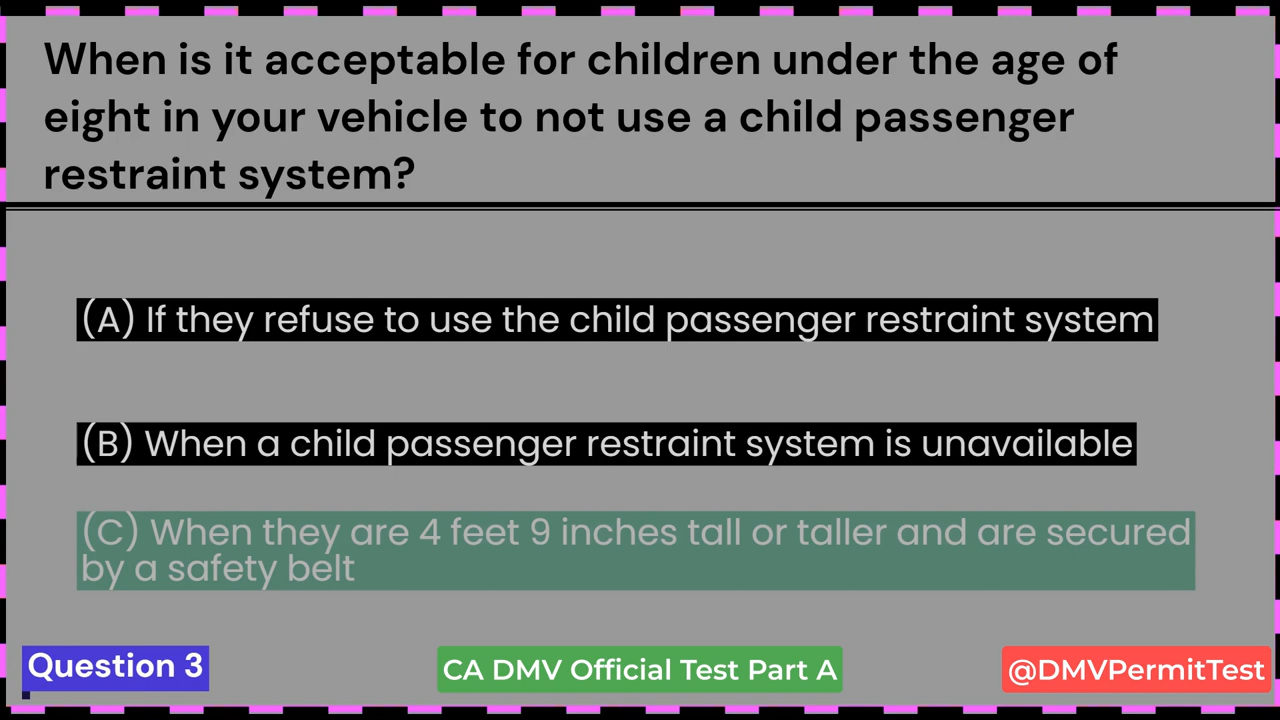 When is it acceptable for children under the age of
eight in your vehicle to not use a child passenger
restraint system?
(A) If they refuse to use the child passenger restraint system
(B) When a child passenger restraint system is unavailable
(C) When they are 4 feet 9 inches tall or taller and are secured
by a safety belt
Question 3
CA DMV Official Test Part A
@DMVPermitTest